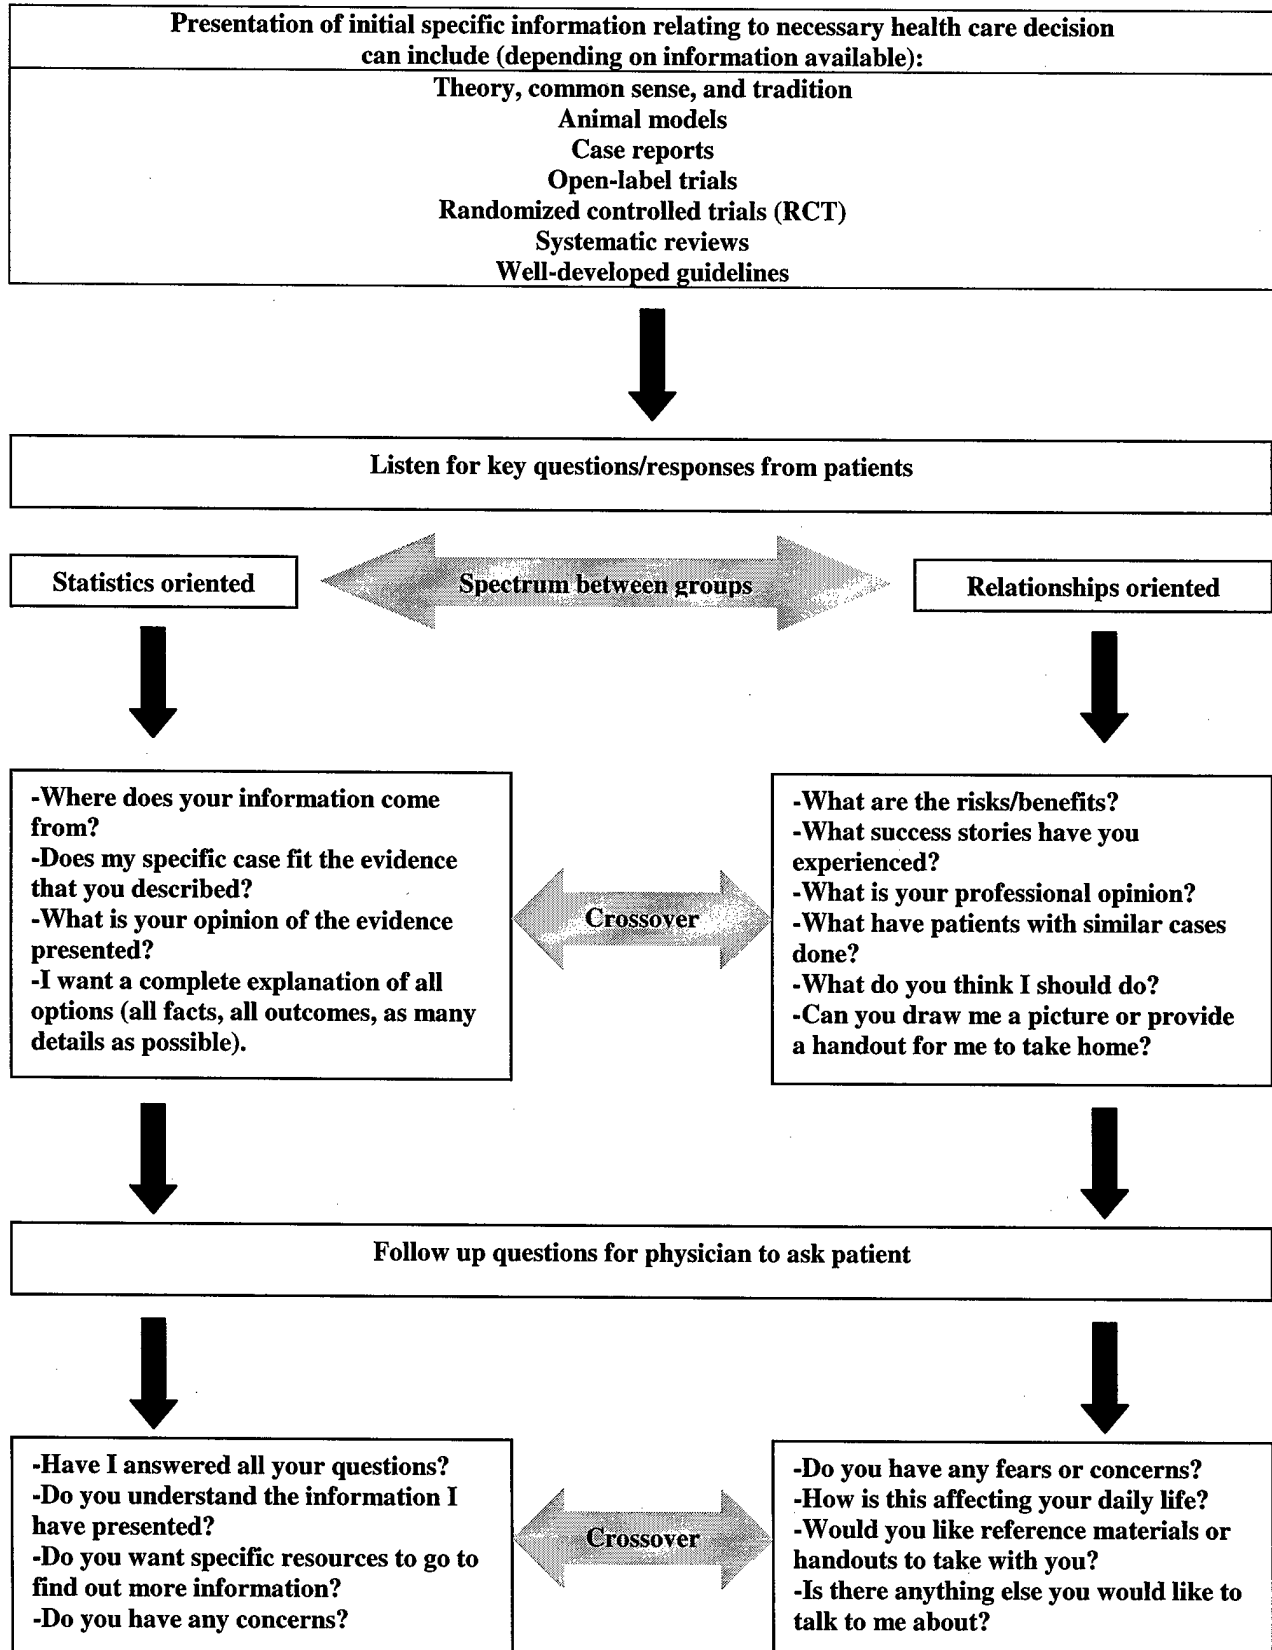 Presentation of initial specific information relating to necessary health care decision
can include (depending on information available):
Theory, common sense, and tradition
Animal models
Case reports
Open-label trials
Randomized controlled trials (RCT)
Systematic reviews
Well-developed guidelines
Listen for key questions/responses from patients
Statistics oriented
Spectrum between groups
Relationships oriented
-Where does your information come
from?
-Does my specific case fit the evidence
that you described?
-What is your opinion of the evidence
presented?
-I want a complete explanation of all
options (all facts, all outcomes, as many
details as possible).
Crossover
-What are the risks/benefits?
-What success stories have you
experienced?
-What is your professional opinion?
-What have patients with similar cases
done?
-What do you think I should do?
-Can you draw me a picture or provide
a handout for me to take home?
Follow up questions for physician to ask patient
-Have I answered all your questions?
-Do you understand the information I
have presented?
-Do you want specific resources to go to
find out more information?
-Do you have any concerns?
Crossover
-Do you have any fears or concerns?
-How is this affecting your daily life?
-Would you like reference materials or
handouts to take with you?
-Is there anything else you would like to
talk to me about?